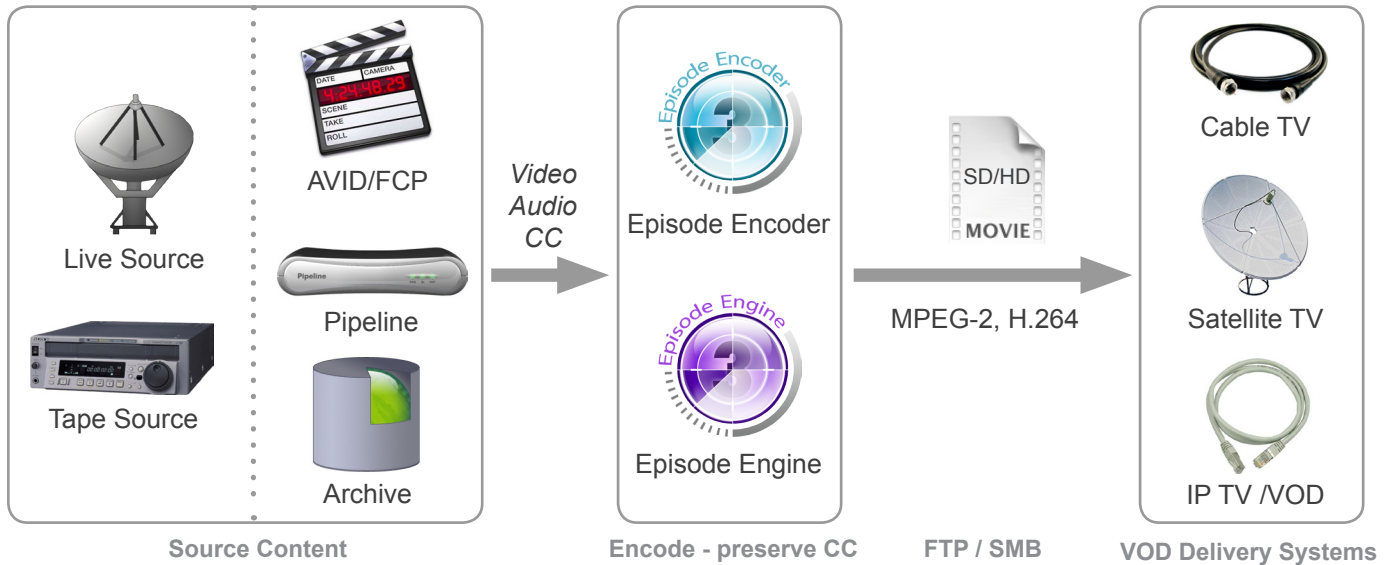 Live Source
Tape Source
DATE
CAMERA
4:24.48.29
SCENE
TAKE
ROLL
AVID/FCP
Pipeline
Pipeline
Archive
Source Content
Video
Audio
CC
Episode Encoder
Episode Encoder
Episode Engine
Episode Engine
Encode - preserve CC
SD/HD
MOVIE
MPEG-2, H.264
FTP / SMB
Cable TV
Satellite TV
IP TV /VOD
VOD Delivery Systems